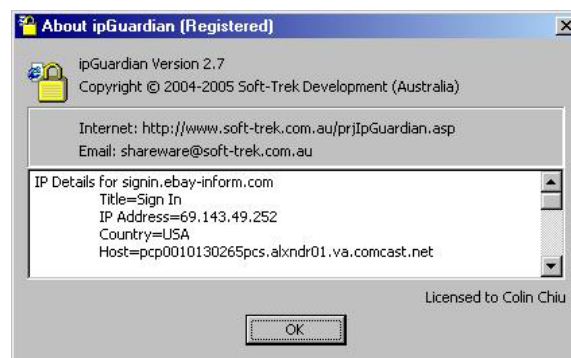 About ipGuardian (Registered)
ipGuardian Version 2.7
Copyright © 2004-2005 Soft-Trek Development (Australia)
Internet: http://www.soft-trek.com.au/prjIpGuardian.asp
Email: shareware@soft-trek.com.au
IP Details for signin.ebay-inform.com
Title=Sign In
IP Address=69.143.49.252
Country=USA
Host=pcp0010130265pcs.alxndr01.va.comcast.net
Licensed to Colin Chiu
OK